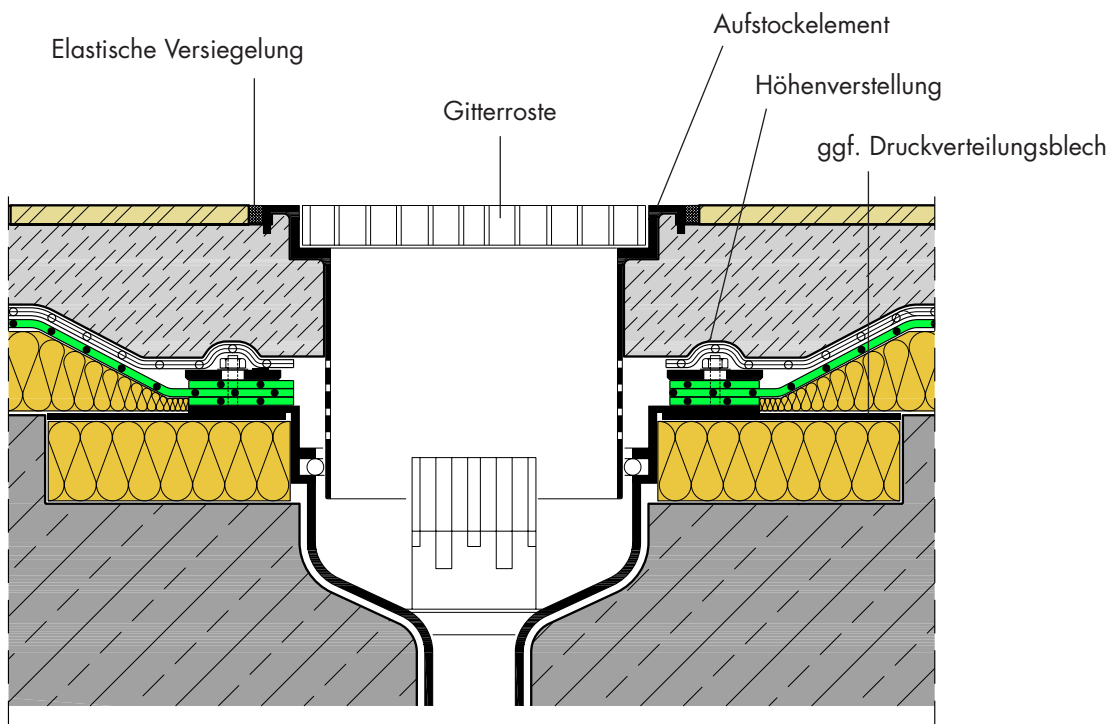 Aufstockelement
Elastische Versiegelung
Höhenverstellung
Gitterroste
ggf. Druckverteilungsblech